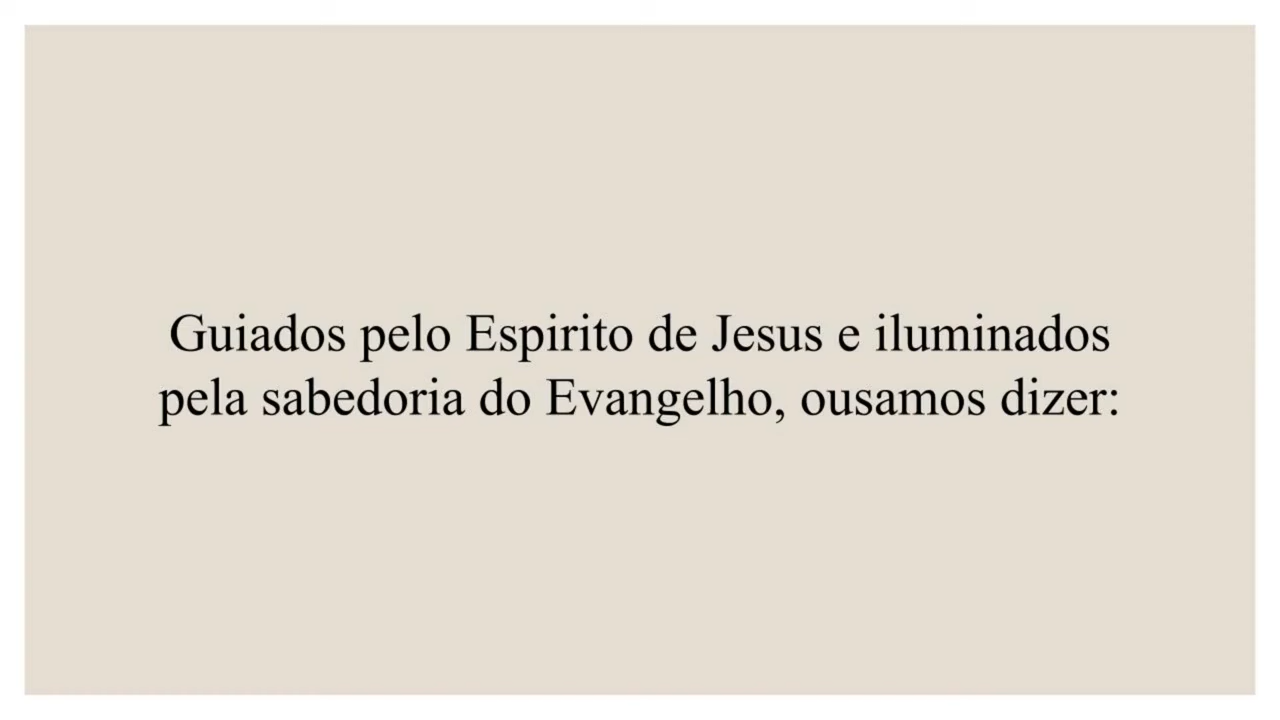 Guiados pelo Espirito de Jesus e iluminados
pela sabedoria do Evangelho, ousamos dizer: